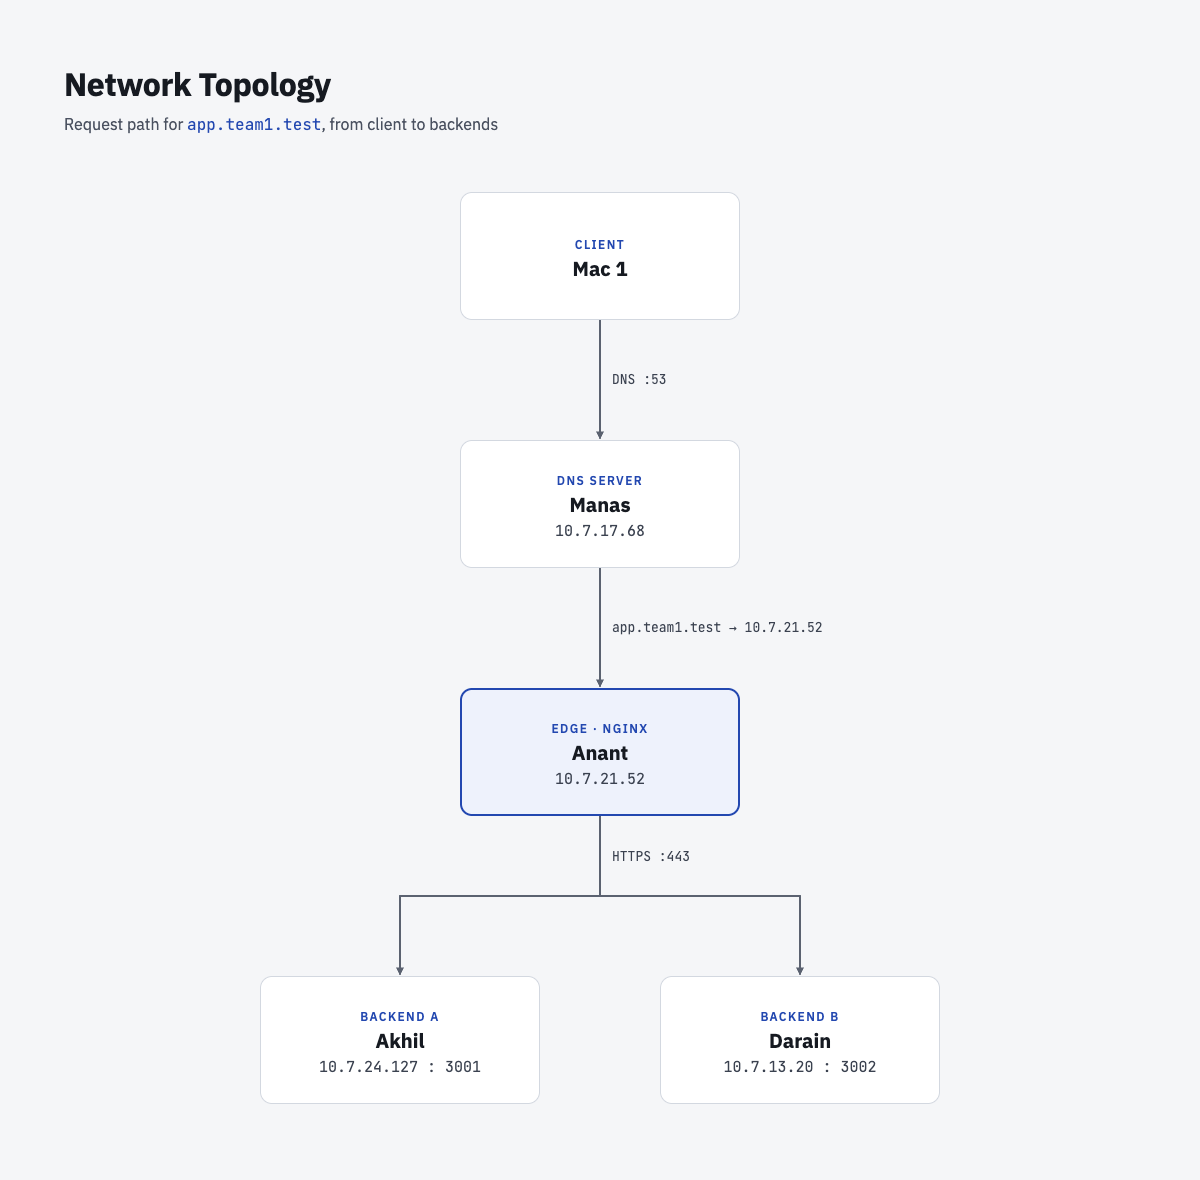 Network Topology
Request path for app.team1.test, from client to backends
CLIENT
Mac 1
DNS :53
DNS SERVER
Manas
10.7.17.68
app.team1.test → 10.7.21.52
EDGE · NGINX
Anant
10.7.21.52
HTTPS :443
BACKEND A
Akhil
10.7.24.127 : 3001
BACKEND B
Darain
10.7.13.20 : 3002